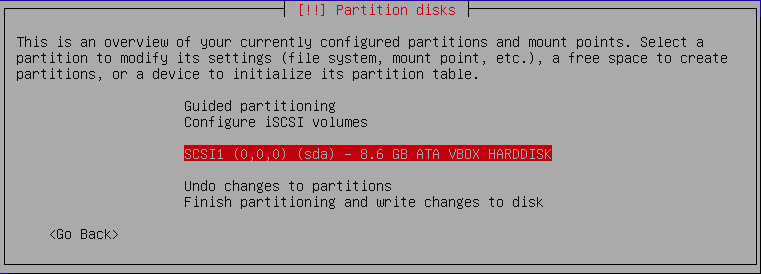 [!!] Partition disks
This is an overview of your currently configured partitions and mount points. Select a
partition to modify its settings (file system, mount point, etc.), a free space to create
partitions, or a device to initialize its partition table.
Guided partitioning
Configure iSCSI volumes
SCSI1 (0,0,0) (sda) - 8.6 GB ATA VBOX HARDDISK
Undo changes to partitions
Finish partitioning and write changes to disk
<Go Back>